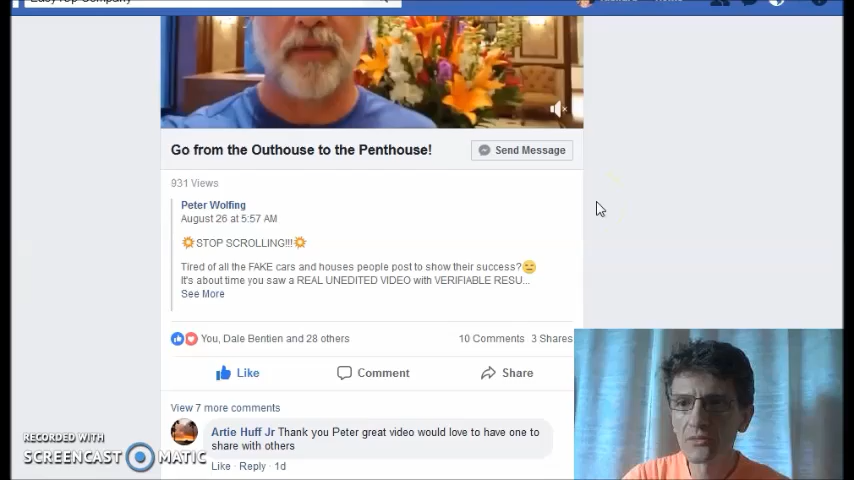 EasyTop Company
Go from the Outhouse to the Penthouse!
Send Message
931 Views
Peter Wolfing
August 26 at 5:57 AM
💥STOP SCROLLING!!!💥
Tired of all the FAKE cars and houses people post to show their success?😑
It's about time you saw a REAL UNEDITED VIDEO with VERIFIABLE RESU...
See More
You, Dale Bentien and 28 others
10 Comments 3 Shares
Like
Comment
Share
View 7 more comments
Artie Huff Jr Thank you Peter great video would love to have one to
share with others
Like · Reply · 1d
RECORDED WITH
SCREENCAST MATIC